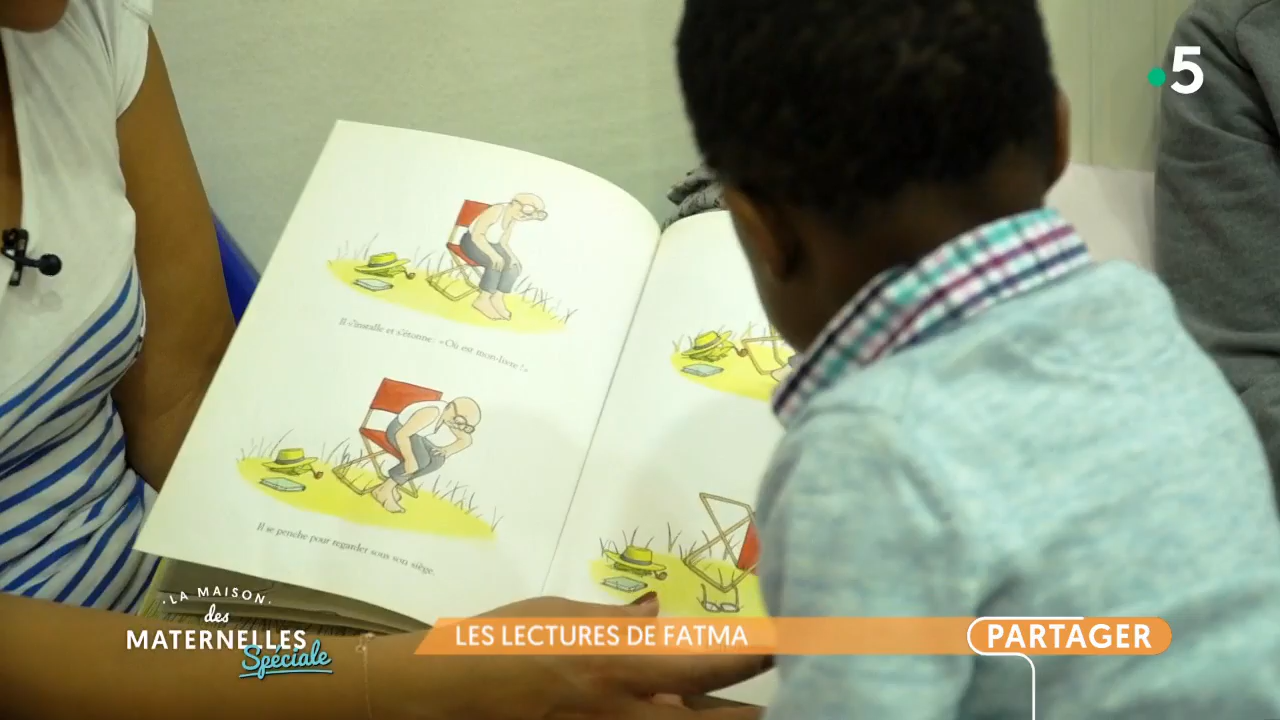 5
Il s'installe et s'étonne: «Où est mon livre?»
Il se penche pour regarder sous son siège.
LA MAISON
des
MATERNELLES
Spéciale
LES LECTURES DE FATMA
PARTAGER